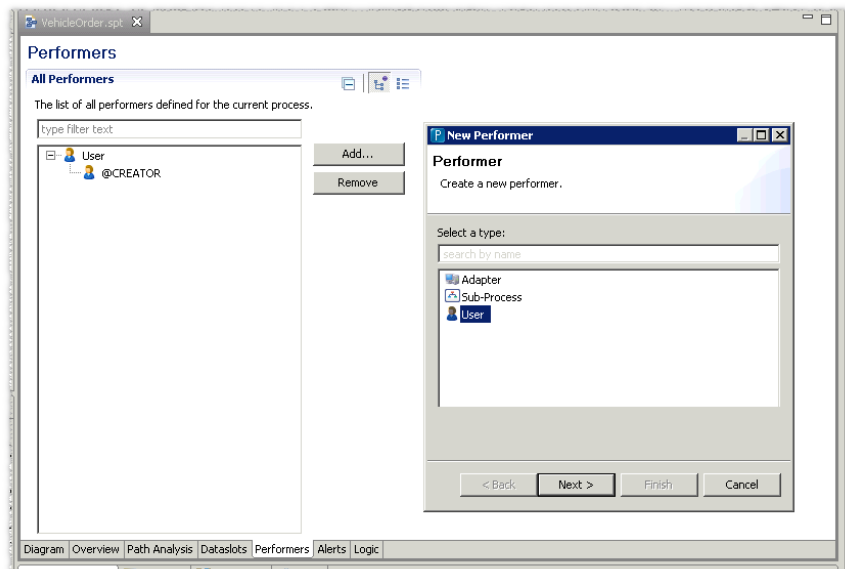 VehicleOrder.spt
Performers
All Performers
The list of all performers defined for the current process.
type filter text
User
@CREATOR
Add...
Remove
New Performer
Performer
Create a new performer.
Select a type:
search by name
Adapter
Sub-Process
User
< Back Next > Finish Cancel
Diagram Overview Path Analysis Dataslots Performers Alerts Logic